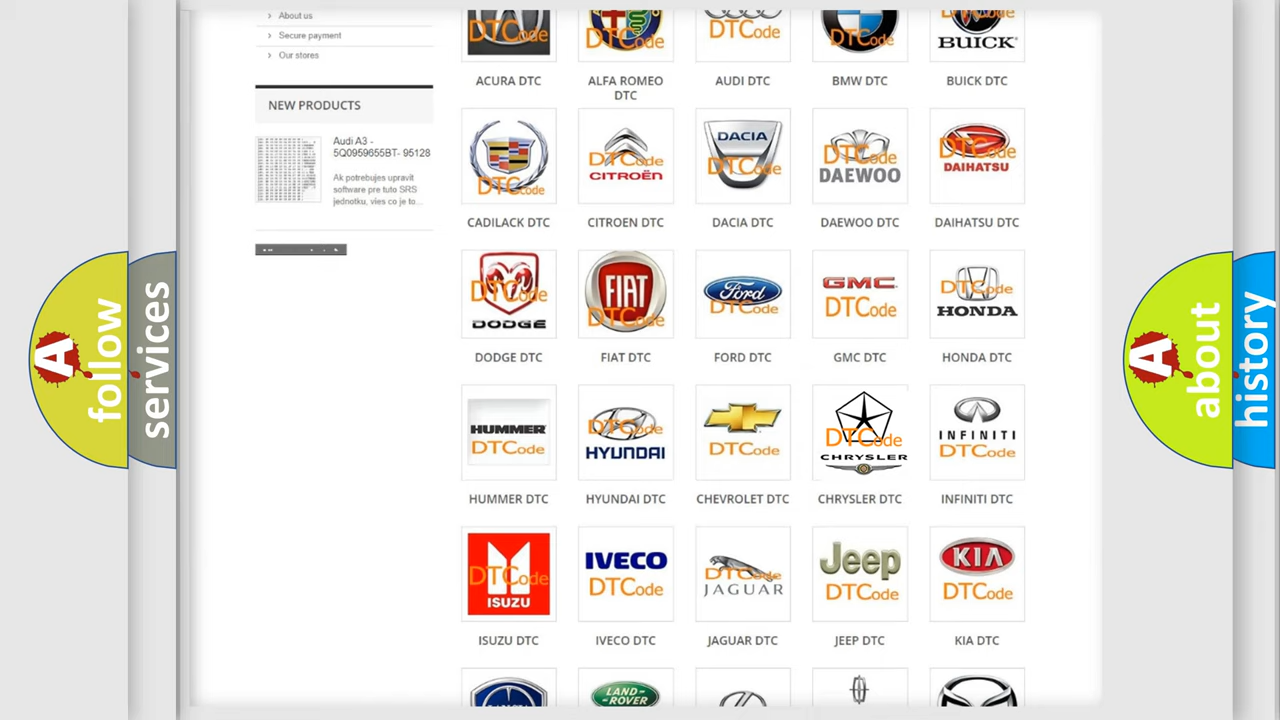 About us
Secure payment
Our stores
NEW PRODUCTS
Audi A3 -
5Q0959655BT- 95128
Ak potrebujes upravit
software pre tuto SRS
jednotku, vies co je to...
DTCode
DTCode
DTCode
DTCode
BUICK
ACURA DTC
ALFA ROMEO
DTC
AUDI DTC
BMW DTC
BUICK DTC
DTCode
DTCode
CITROËN
DACIA
DTCode
DTCode
DAEWOO
DTCode
DAIHATSU
CADILACK DTC
CITROEN DTC
DACIA DTC
DAEWOO DTC
DAIHATSU DTC
DTCode
DODGE
FIAT
DTCode
Ford
DTCode
GMC
DTCode
DTCode
HONDA
DODGE DTC
FIAT DTC
FORD DTC
GMC DTC
HONDA DTC
HUMMER
DTCode
DTCode
HYUNDAI
DTCode
DTCode
CHRYSLER
INFINITI
DTCode
HUMMER DTC
HYUNDAI DTC
CHEVROLET DTC
CHRYSLER DTC
INFINITI DTC
DTCode
ISUZU
IVECO
DTCode
DTCode
JAGUAR
Jeep
DTCode
KIA
DTCode
ISUZU DTC
IVECO DTC
JAGUAR DTC
JEEP DTC
KIA DTC
LAND-
ROVER
A follow
services
A about
history